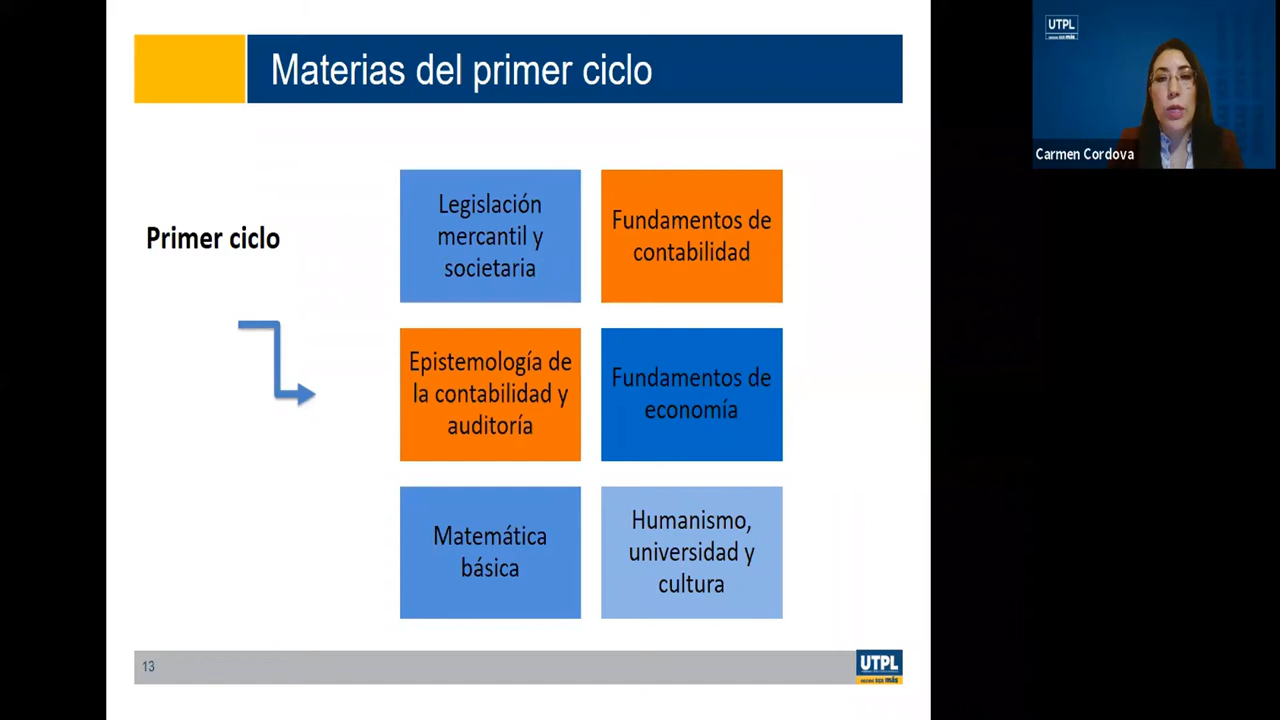 Materias del primer ciclo
Primer ciclo
Legislación
mercantil y
societaria
Fundamentos de
contabilidad
Epistemología de
la contabilidad y
auditoría
Fundamentos de
economía
Matemática
básica
Humanismo,
universidad y
cultura
13
UTPL
UTPL
Carmen Cordova